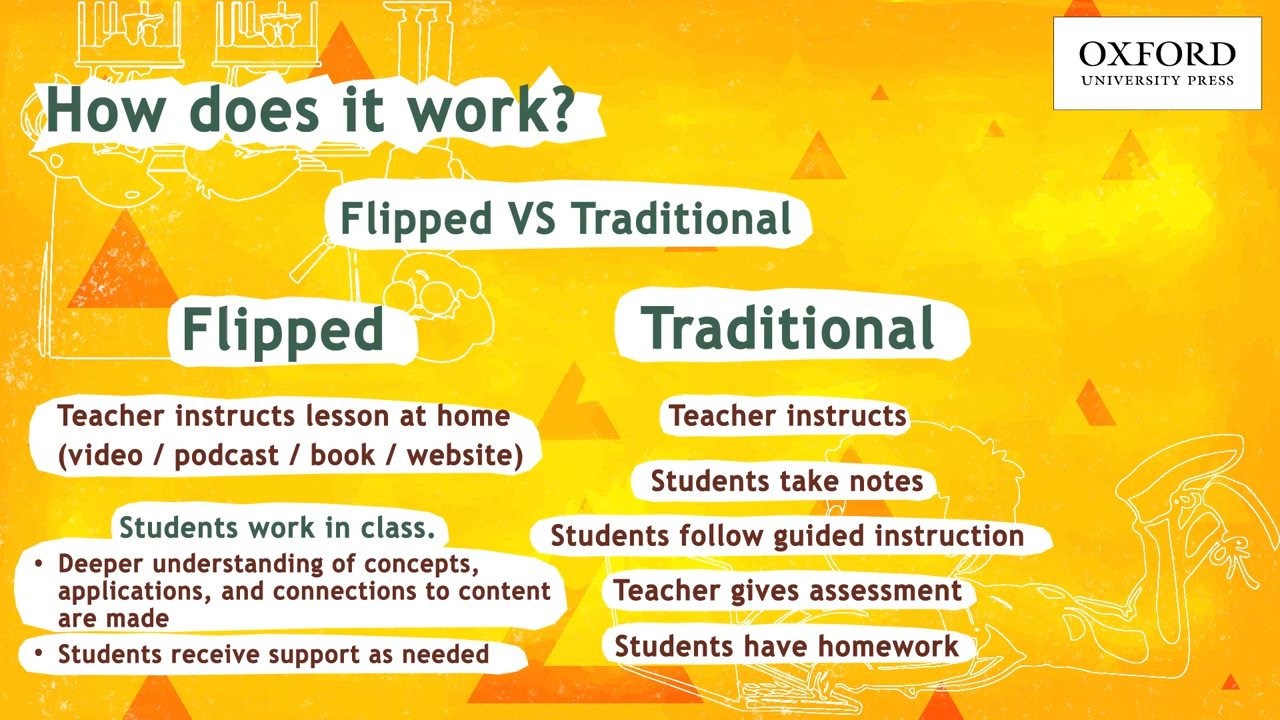 OXFORD
UNIVERSITY PRESS
How does it work?
Flipped VS Traditional
Flipped
Teacher instructs lesson at home
(video / podcast / book / website)
Students work in class.
• Deeper understanding of concepts,
applications, and connections to content
are made
• Students receive support as needed
Traditional
Teacher instructs
Students take notes
Students follow guided instruction
Teacher gives assessment
Students have homework